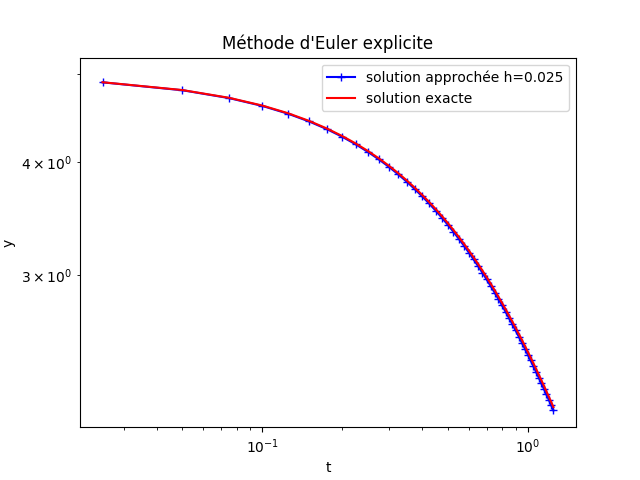 Méthode d'Euler explicite
solution approchée h=0.025
solution exacte
4 × 10⁰
3 × 10⁰
y
10⁻¹
10⁰
t